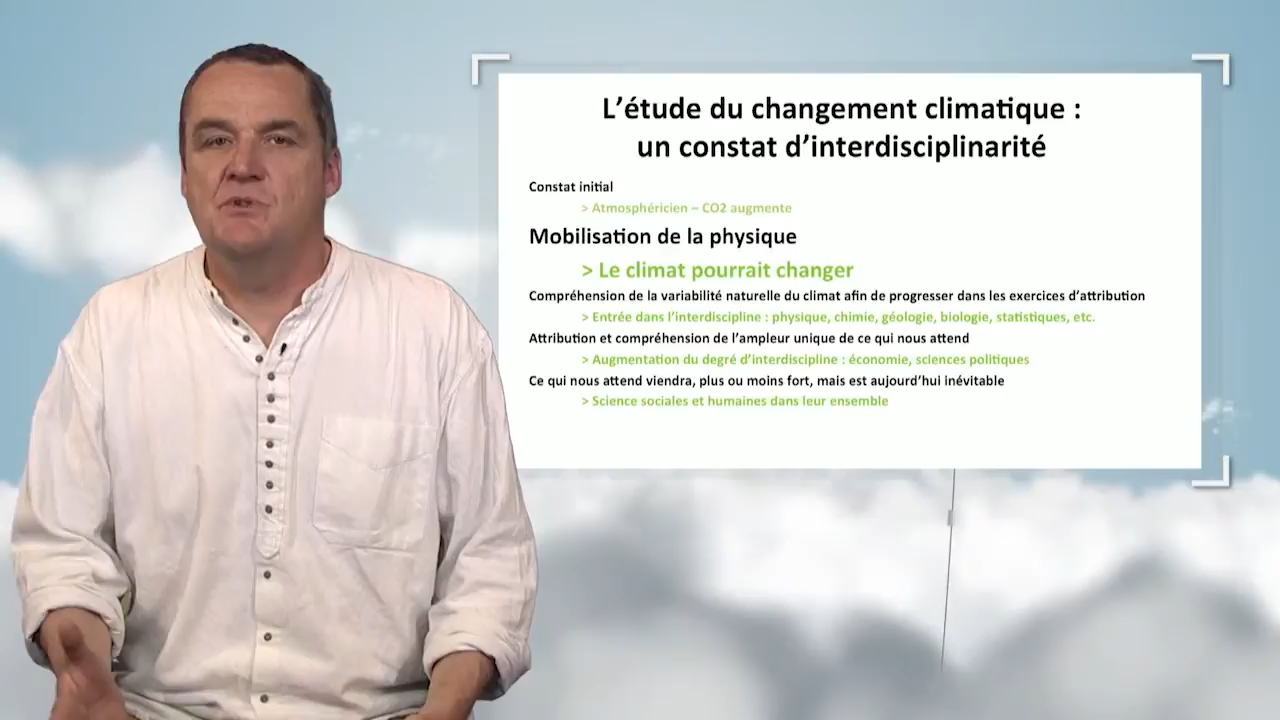 L’étude du changement climatique :
un constat d’interdisciplinarité
Constat initial
> Atmosphéricien – CO2 augmente
Mobilisation de la physique
> Le climat pourrait changer
Compréhension de la variabilité naturelle du climat afin de progresser dans les exercices d’attribution
> Entrée dans l’interdiscipline : physique, chimie, géologie, biologie, statistiques, etc.
Attribution et compréhension de l’ampleur unique de ce qui nous attend
> Augmentation du degré d’interdiscipline : économie, sciences politiques
Ce qui nous attend viendra, plus ou moins fort, mais est aujourd’hui inévitable
> Science sociales et humaines dans leur ensemble